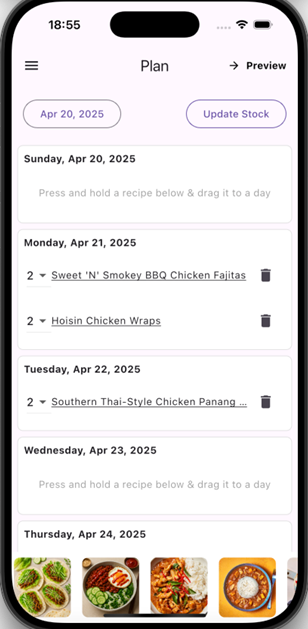 18:55
Plan
→ Preview
Apr 20, 2025
Update Stock
Sunday, Apr 20, 2025
Press and hold a recipe below & drag it to a day
Monday, Apr 21, 2025
2 Sweet 'N' Smokey BBQ Chicken Fajitas
2 Hoisin Chicken Wraps
Tuesday, Apr 22, 2025
2 Southern Thai-Style Chicken Panang ...
Wednesday, Apr 23, 2025
Press and hold a recipe below & drag it to a day
Thursday, Apr 24, 2025